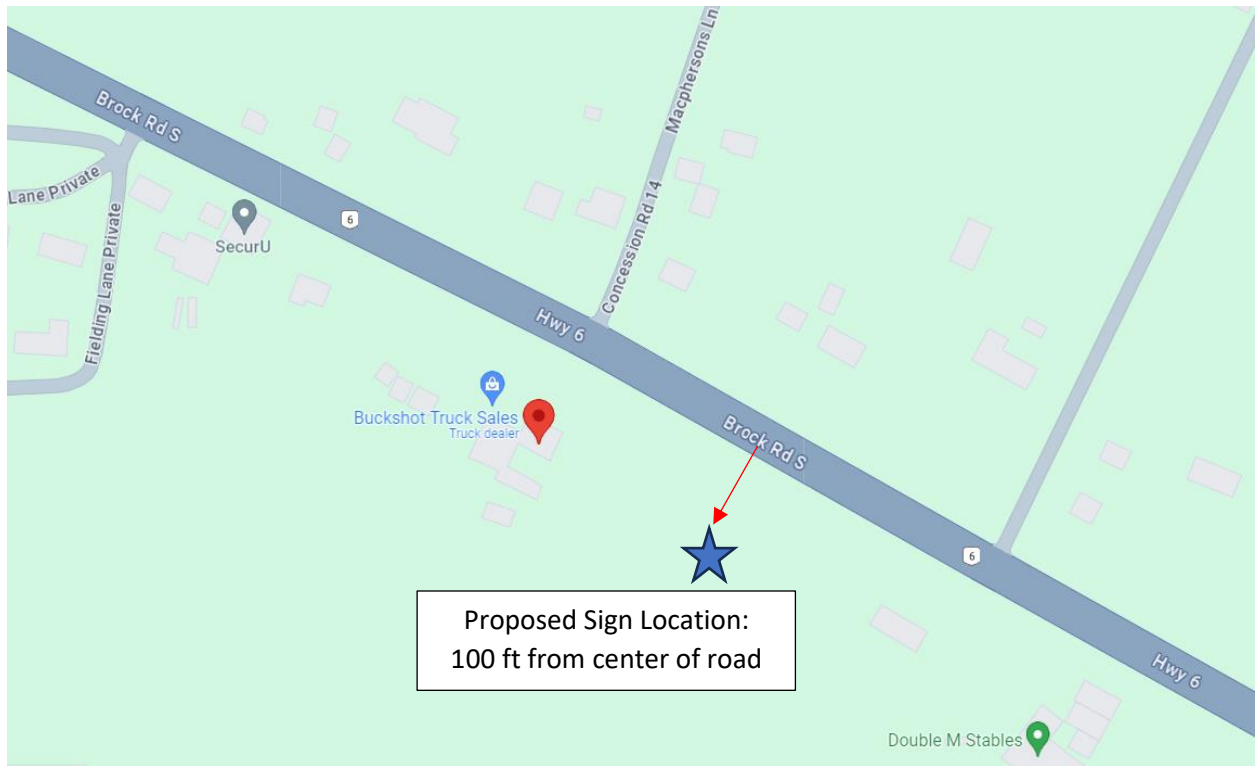 Macphersons Ln
Brock Rd S
Lane Private
6
Concession Rd 14
Fielding Lane Private
SecurU
Hwy 6
Buckshot Truck Sales
Truck dealer
Brock Rd S
6
Proposed Sign Location:
100 ft from center of road
Hwy 6
Double M Stables